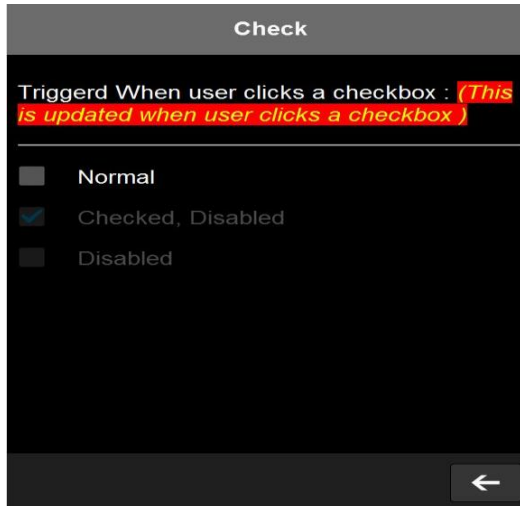 Check
Triggerd When user clicks a checkbox : (This
is updated when user clicks a checkbox )
Normal
Checked, Disabled
Disabled